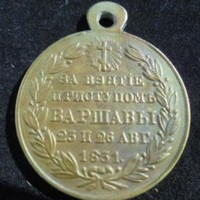 ЗА ВЗЯТІЕ
ПРИСТУПОМЪ
ВАРШАВЫ
25 И 26 АВГ.
1831.